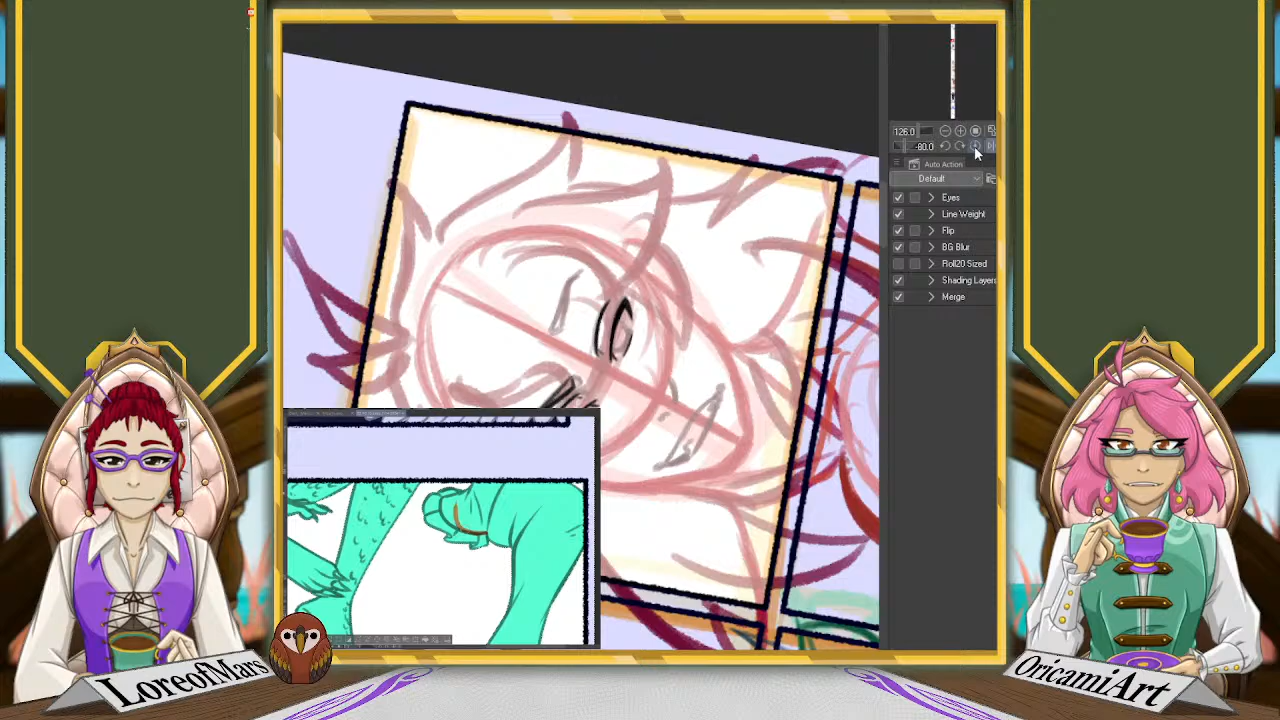 126.0
-80.0
Auto Action
Default
Eyes
Line Weight
Flip
BG Blur
Roll20 Sized
Shading Layers
Merge
LoreofMars
OricamiArt